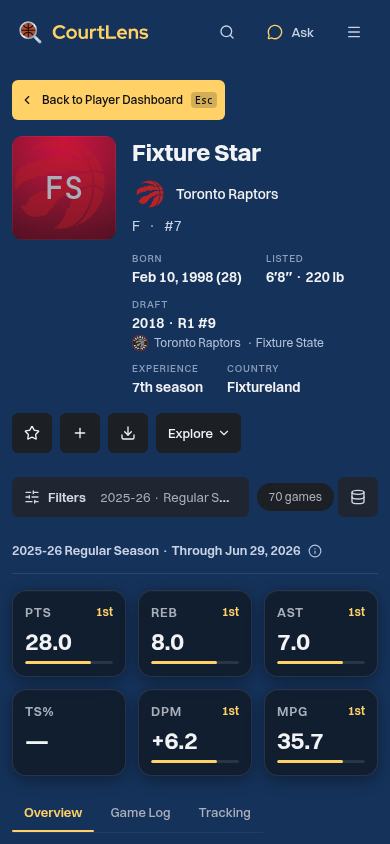 CourtLens
Ask
Back to Player Dashboard Esc
FS
Fixture Star
Toronto Raptors
F · #7
BORN LISTED
Feb 10, 1998 (28) 6'8" · 220 lb
DRAFT
2018 · R1 #9
Toronto Raptors · Fixture State
EXPERIENCE COUNTRY
7th season Fixtureland
Explore
Filters 2025-26 · Regular S... 70 games
2025-26 Regular Season · Through Jun 29, 2026
PTS 1st REB 1st AST 1st
28.0 8.0 7.0
TS% DPM 1st MPG 1st
— +6.2 35.7
Overview Game Log Tracking